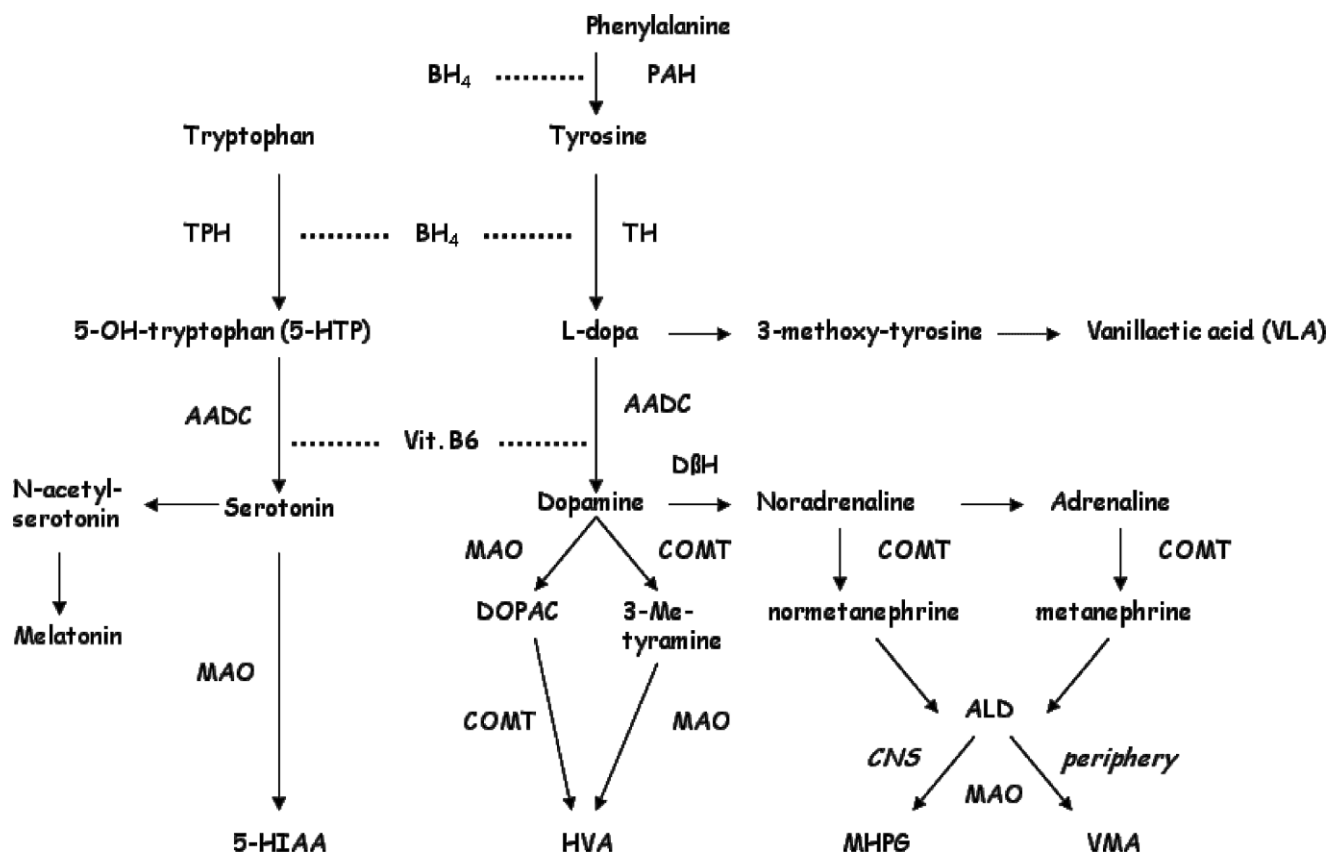 Phenylalanine
BH₄ PAH
Tryptophan Tyrosine
TPH BH₄ TH
5-OH-tryptophan (5-HTP) L-dopa 3-methoxy-tyrosine Vanillactic acid (VLA)
AADC AADC
Vit. B6
DβH
N-acetyl-
serotonin Serotonin Dopamine Noradrenaline Adrenaline
MAO COMT COMT COMT
DOPAC 3-Me-
tyramine normetanephrine metanephrine
Melatonin
MAO
COMT MAO
ALD
CNS periphery
MAO
5-HIAA HVA MHPG VMA